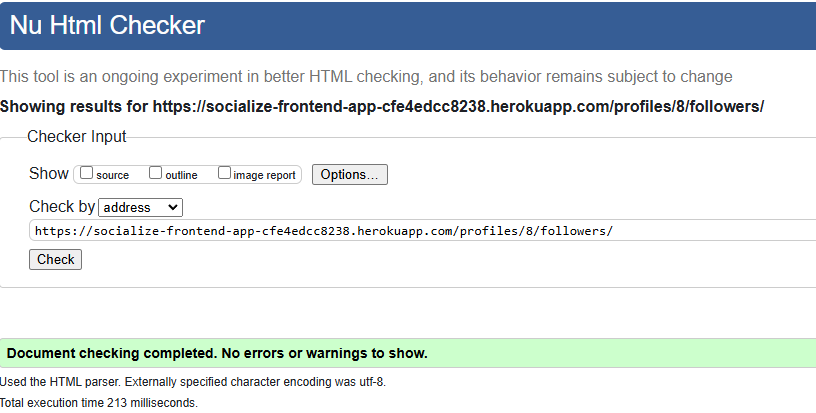 Nu Html Checker
This tool is an ongoing experiment in better HTML checking, and its behavior remains subject to change
Showing results for https://socialize-frontend-app-cfe4edcc8238.herokuapp.com/profiles/8/followers/
Checker Input
Show source outline image report Options...
Check by address
https://socialize-frontend-app-cfe4edcc8238.herokuapp.com/profiles/8/followers/
Check
Document checking completed. No errors or warnings to show.
Used the HTML parser. Externally specified character encoding was utf-8.
Total execution time 213 milliseconds.